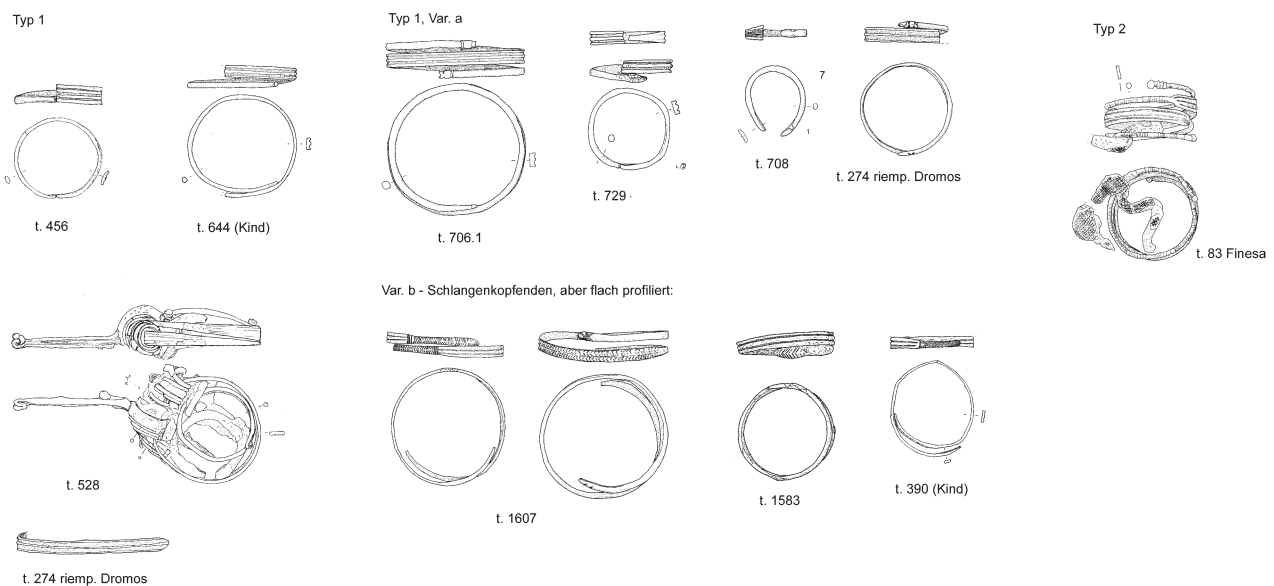 Typ 1
Typ 1, Var. a
Typ 2
t. 456
t. 644 (Kind)
t. 706.1
t. 729
7
1
t. 708
t. 274 riemp. Dromos
t. 83 Finesa
Var. b - Schlangenkopfenden, aber flach profiliert:
t. 528
t. 1607
t. 1583
t. 390 (Kind)
t. 274 riemp. Dromos